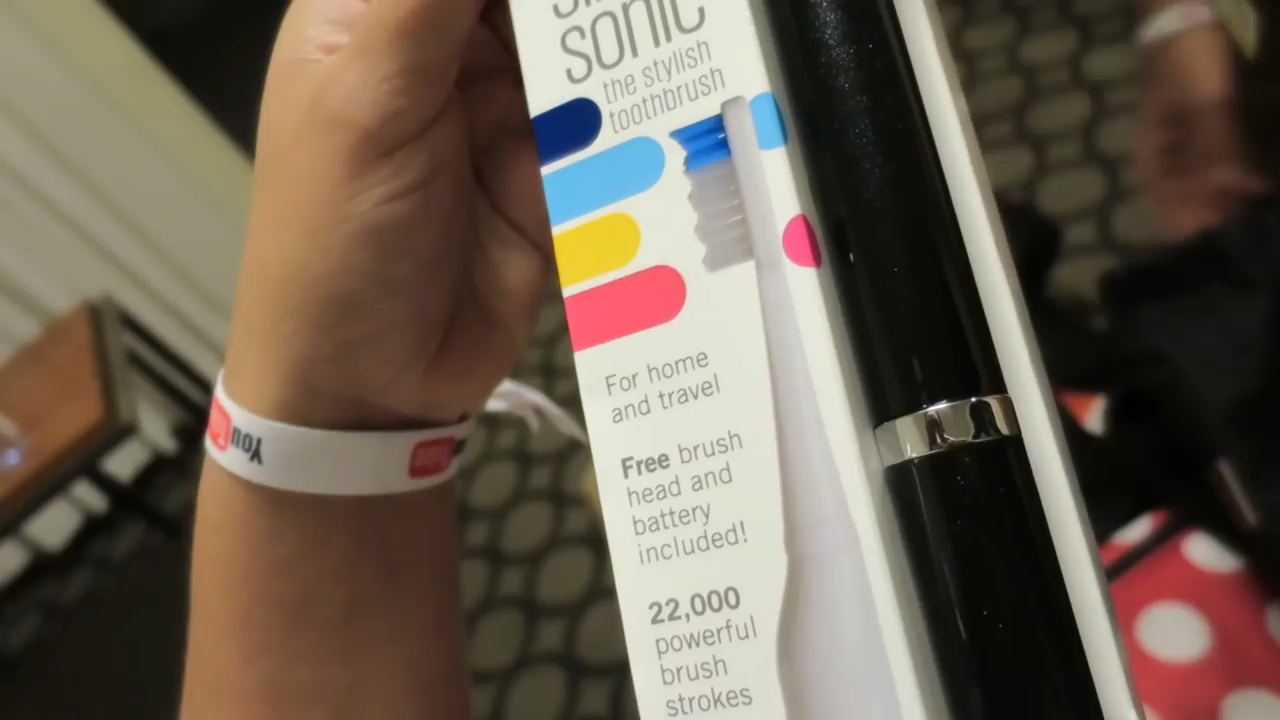 sonic
the stylish
toothbrush
For home
and travel
Free brush
head and
battery
included!
22,000
powerful
brush
strokes
You